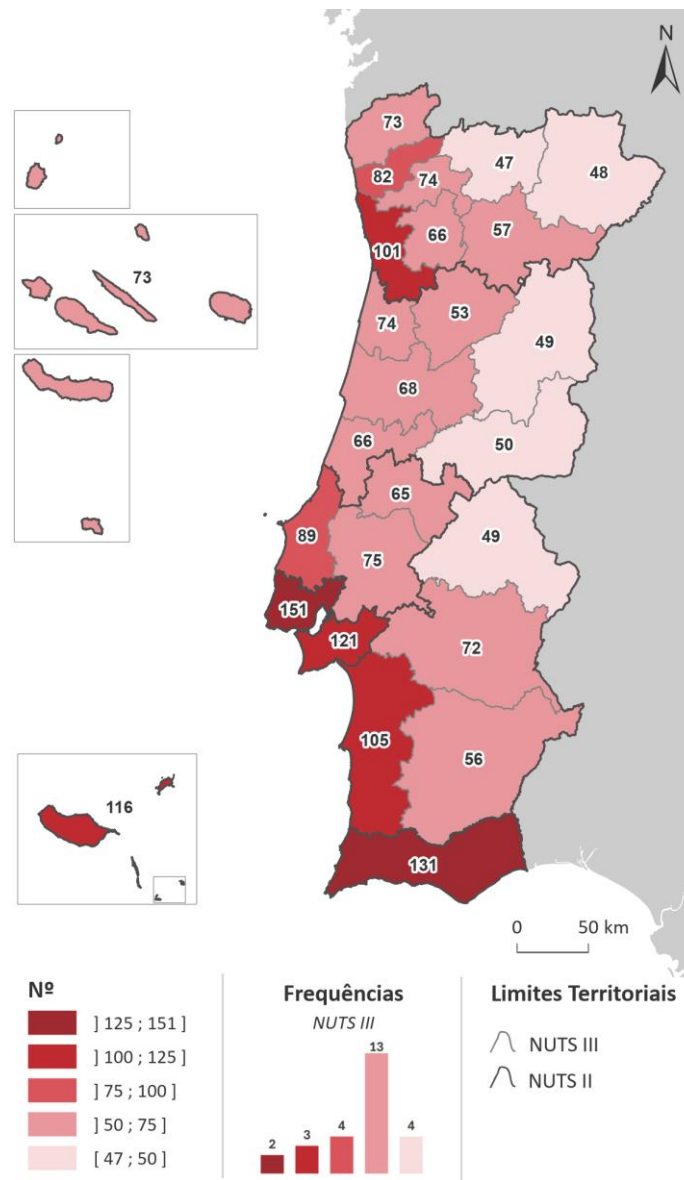 N
73
82
74
47
48
101
66
57
73
74
53
49
68
66
50
65
89
75
49
151
121
72
105
56
116
131
0 50 km
Nº
] 125 ; 151 ]
] 100 ; 125 ]
] 75 ; 100 ]
] 50 ; 75 ]
[ 47 ; 50 ]
Frequências
NUTS III
2 3 4 13 4
Limites Territoriais
NUTS III
NUTS II